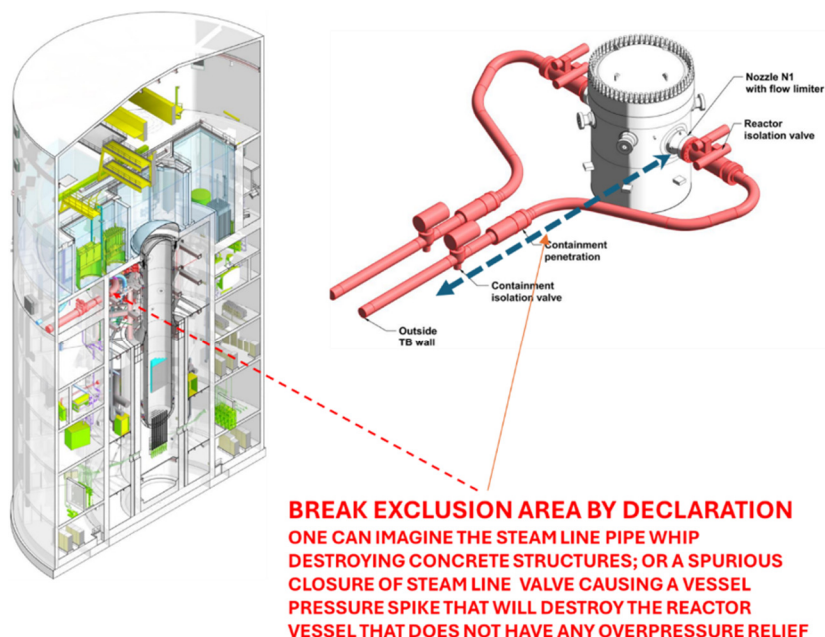 Nozzle N1
with flow limiter
Reactor
isolation valve
Containment
penetration
Containment
isolation valve
Outside
TB wall
BREAK EXCLUSION AREA BY DECLARATION
ONE CAN IMAGINE THE STEAM LINE PIPE WHIP
DESTROYING CONCRETE STRUCTURES; OR A SPURIOUS
CLOSURE OF STEAM LINE VALVE CAUSING A VESSEL
PRESSURE SPIKE THAT WILL DESTROY THE REACTOR
VESSEL THAT DOES NOT HAVE ANY OVERPRESSURE RELIEF